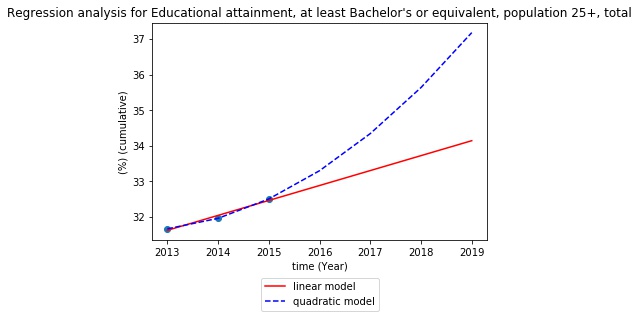 Regression analysis for Educational attainment, at least Bachelor's or equivalent, population 25+, total
37
36
35
34
33
32
(%) (cumulative)
2013 2014 2015 2016 2017 2018 2019
time (Year)
linear model
quadratic model